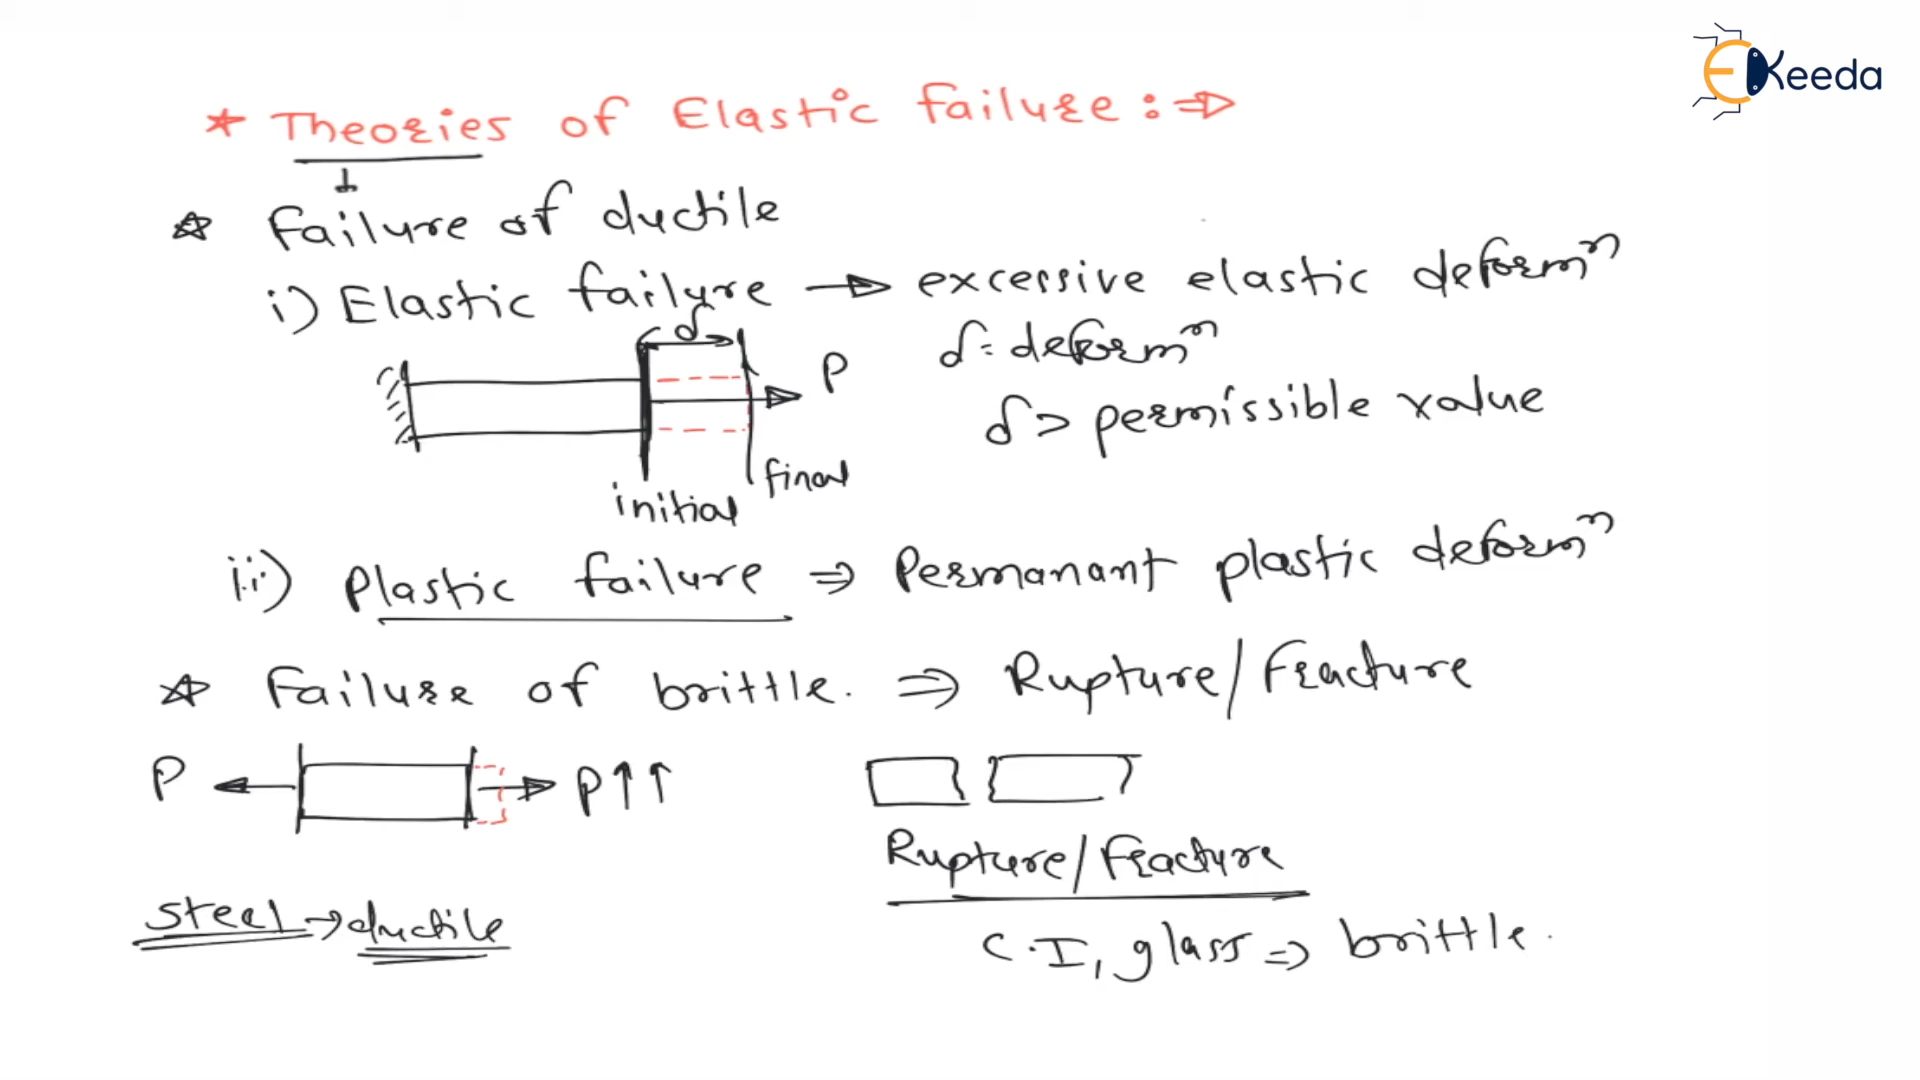 EKeeda
* Theories of Elastic failure : ⇒
☆ failure of ductile
i) Elastic failure → excessive elastic deformⁿ
δ
δ = deformⁿ
P
δ > permissible value
final
initial
ii) Plastic failure ⇒ Permanant plastic deformⁿ
☆ Failure of brittle. ⇒ Rupture/Fracture
P P↑↑
Rupture/Fracture
steel → ductile
C.I, glass ⇒ brittle.